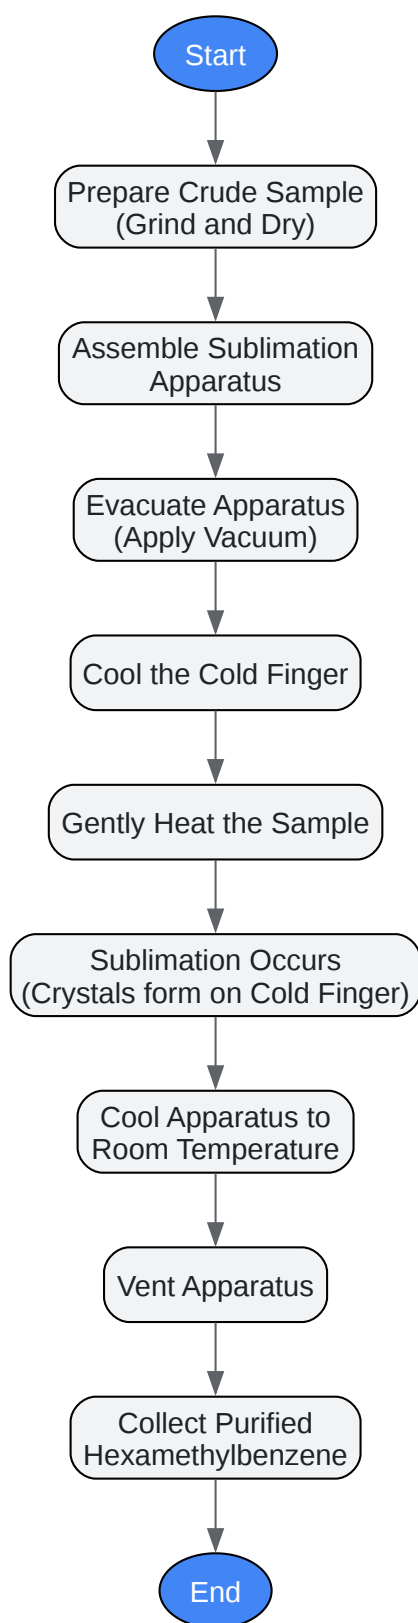 Start
Prepare Crude Sample
(Grind and Dry)
Assemble Sublimation
Apparatus
Evacuate Apparatus
(Apply Vacuum)
Cool the Cold Finger
Gently Heat the Sample
Sublimation Occurs
(Crystals form on Cold Finger)
Cool Apparatus to
Room Temperature
Vent Apparatus
Collect Purified
Hexamethylbenzene
End